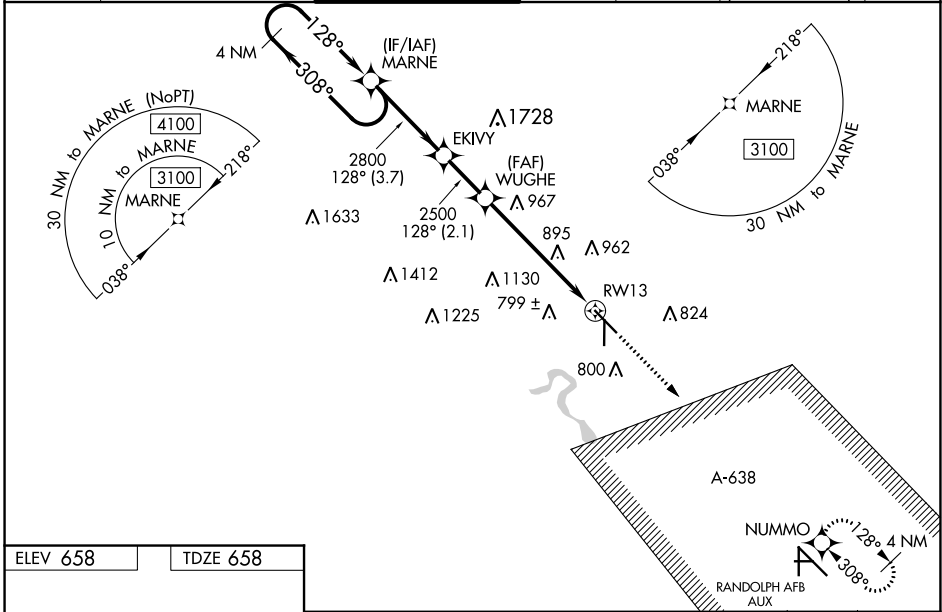 128°
4 NM
308°
(IF/IAF)
MARNE
30 NM to MARNE (NoPT)
4100
10 NM to MARNE
3100
218°
MARNE
038°
2800
128° (3.7)
EKIVY
1728
2500
128° (2.1)
(FAF)
WUGHE
967
1633
1412
1225
1130
895
962
799 ±
RW13
824
800
218°
MARNE
038°
3100
30 NM to MARNE
A-638
NUMMO
128°
4 NM
308°
RANDOLPH AFB
AUX
ELEV 658
TDZE 658